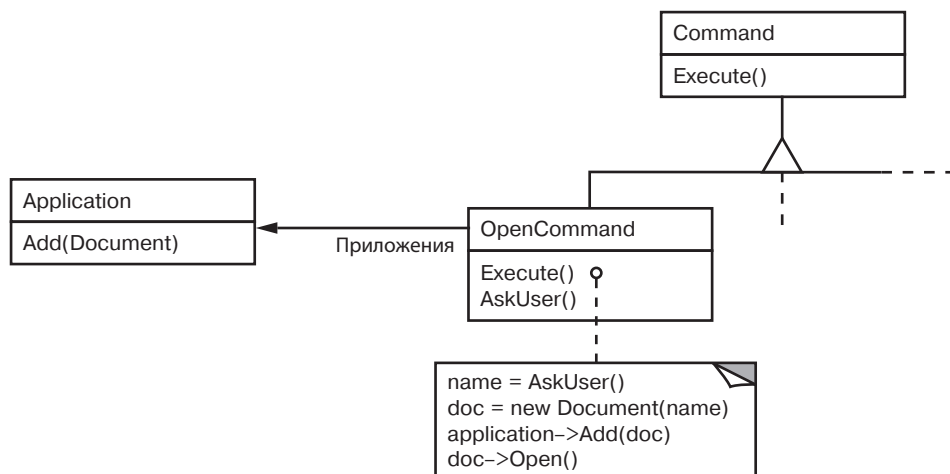 Command
Execute()
Application
Add(Document)
Приложения
OpenCommand
Execute()
AskUser()
name = AskUser()
doc = new Document(name)
application–>Add(doc)
doc–>Open()